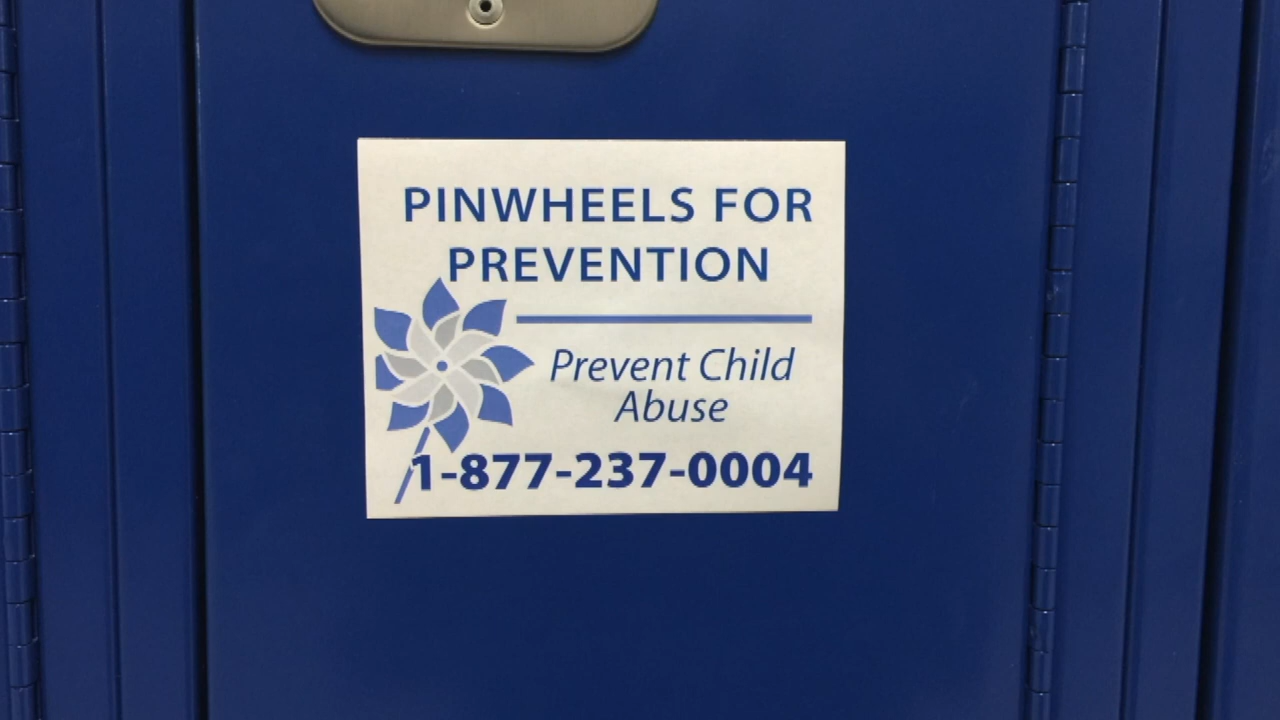 PINWHEELS FOR
PREVENTION
Prevent Child
Abuse
1-877-237-0004